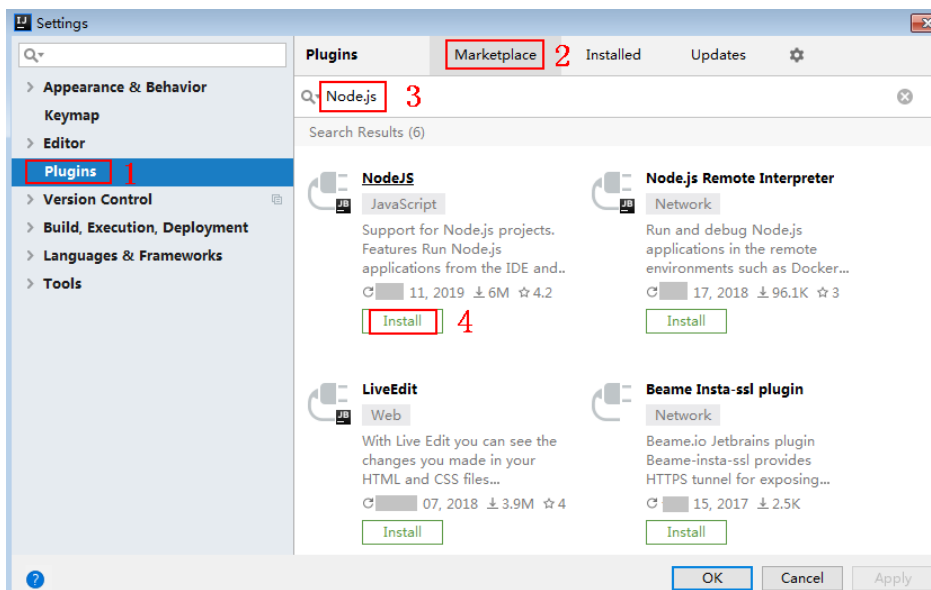 Settings
Plugins
Marketplace
2
Installed
Updates
Node.js
3
Search Results (6)
Appearance & Behavior
Keymap
Editor
Plugins
1
Version Control
Build, Execution, Deployment
Languages & Frameworks
Tools
NodeJS
JavaScript
Support for Node.js projects.
Features Run Node.js
applications from the IDE and..
11, 2019 6M 4.2
Install
4
Node.js Remote Interpreter
Network
Run and debug Node.js
applications in the remote
environments such as Docker...
17, 2018 96.1K 3
Install
LiveEdit
Web
With Live Edit you can see the
changes you made in your
HTML and CSS files...
07, 2018 3.9M 4
Install
Beame Insta-ssl plugin
Network
Beame.io Jetbrains plugin
Beame-insta-ssl provides
HTTPS tunnel for exposing...
15, 2017 2.5K
Install
JB
JB
JB
?
OK
Cancel
Apply